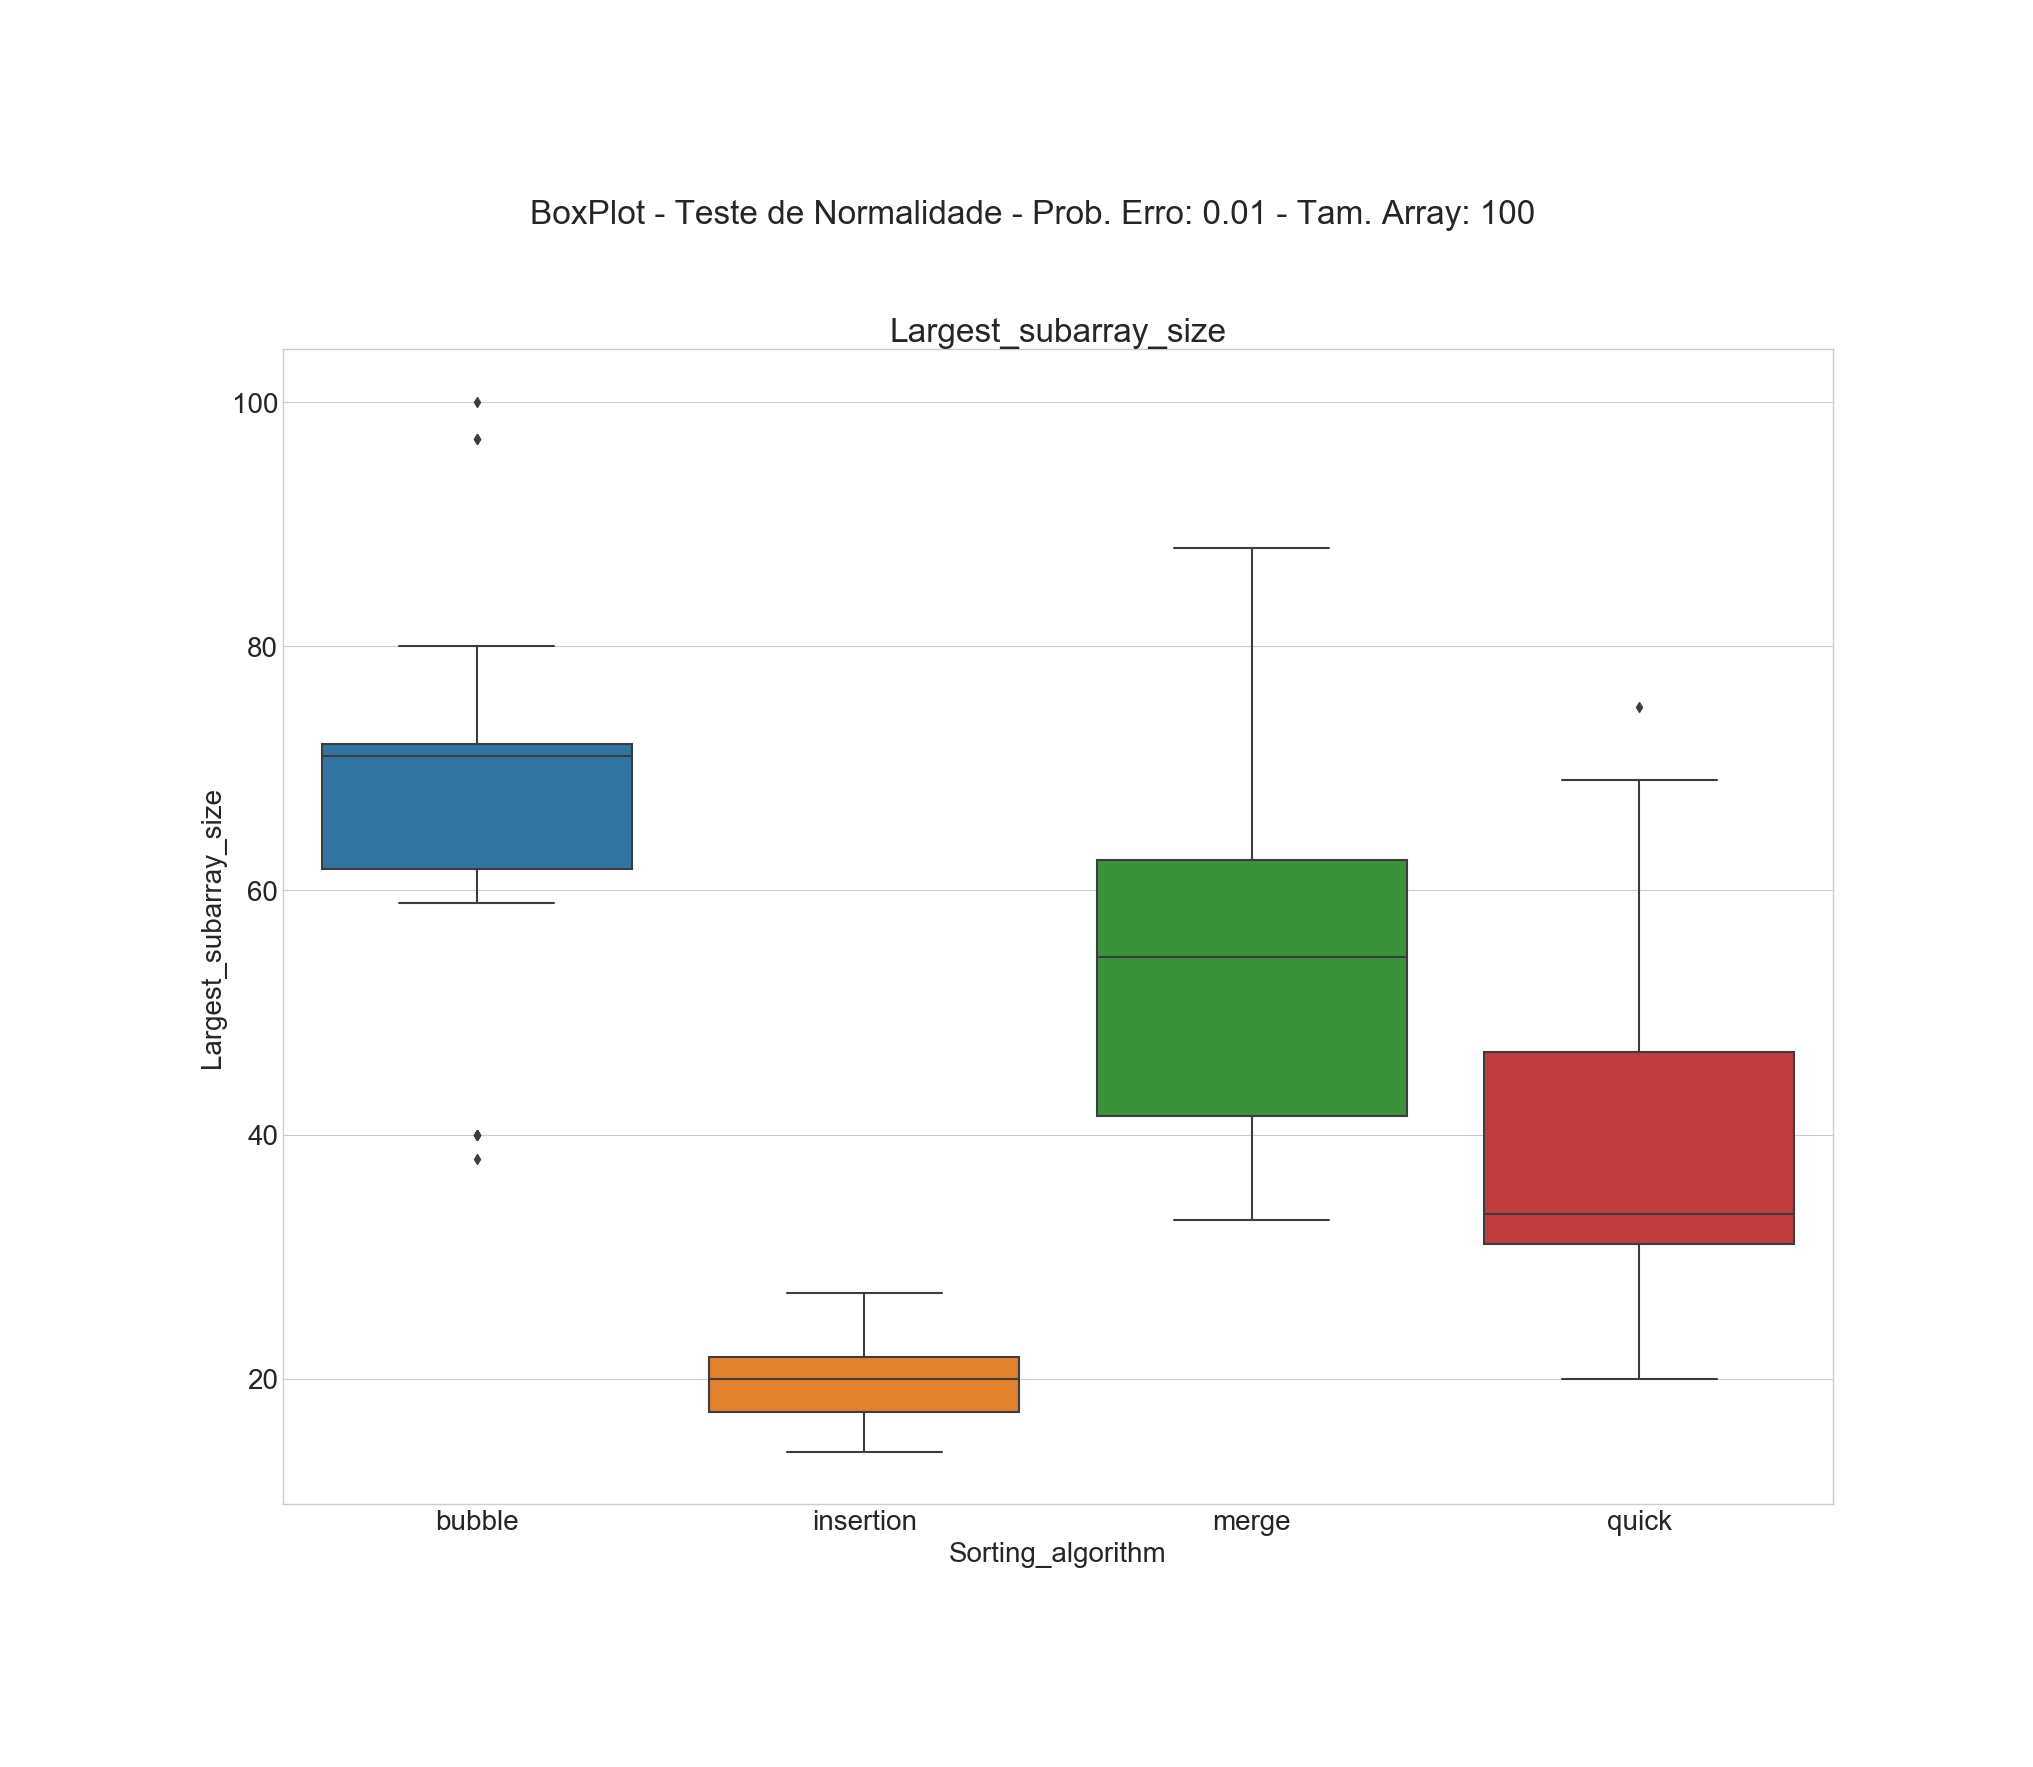 BoxPlot - Teste de Normalidade - Prob. Erro: 0.01 - Tam. Array: 100
Largest_subarray_size
100
80
60
40
20
Largest_subarray_size
bubble insertion merge quick
Sorting_algorithm